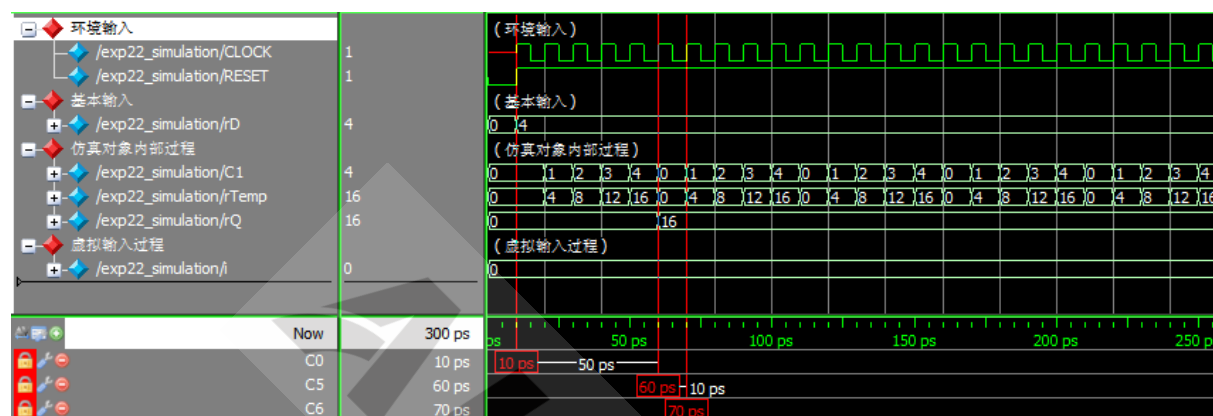 环境输入 (环境输入)
/exp22_simulation/CLOCK 1
/exp22_simulation/RESET 1
基本输入 (基本输入)
/exp22_simulation/rD 4 0 4
仿真对象内部过程 (仿真对象内部过程)
/exp22_simulation/C1 4 0 1 2 3 4 0 1 2 3 4 0 1 2 3 4 0 1 2 3 4 0 1 2 3 4
/exp22_simulation/rTemp 16 0 4 8 12 16 0 4 8 12 16 0 4 8 12 16 0 4 8 12 16 0 4 8 12 16
/exp22_simulation/rQ 16 0 16
虚拟输入过程 (虚拟输入过程)
/exp22_simulation/i 0 0
Now 300 ps ps 50 ps 100 ps 150 ps 200 ps 250 p
C0 10 ps 10 ps 50 ps
C5 60 ps 60 ps 10 ps
C6 70 ps 70 ps